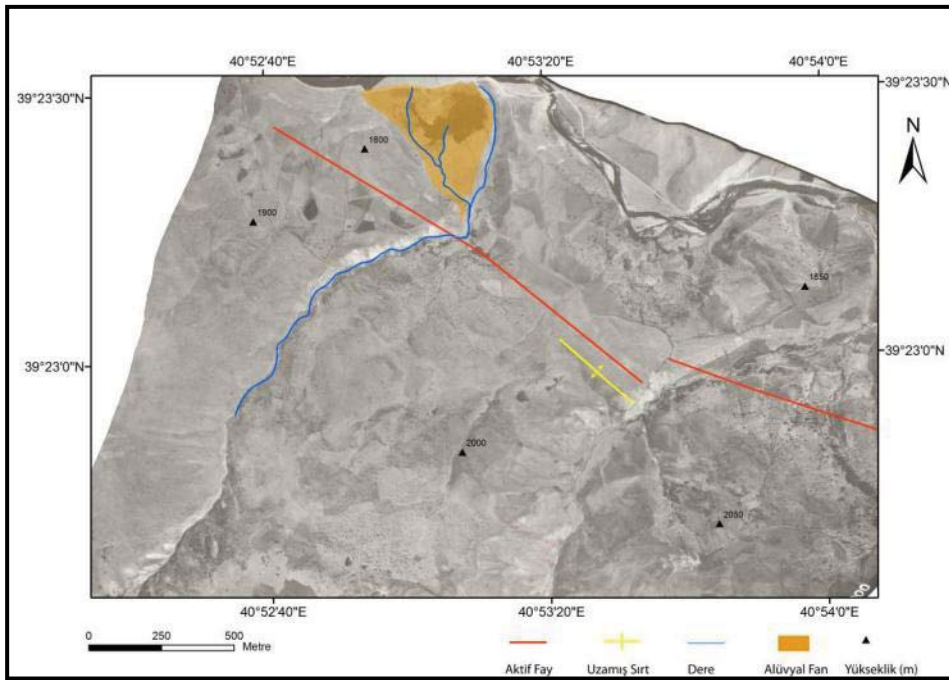 40°52'40"E 40°53'20"E 40°54'0"E
39°23'30"N 39°23'30"N
N
1800
1900
1850
39°23'0"N 39°23'0"N
2000
2050
00
40°52'40"E 40°53'20"E 40°54'0"E
0 250 500
Metre
Aktif Fay Uzamış Sırt Dere Alüvyal Fan Yükseklik (m)